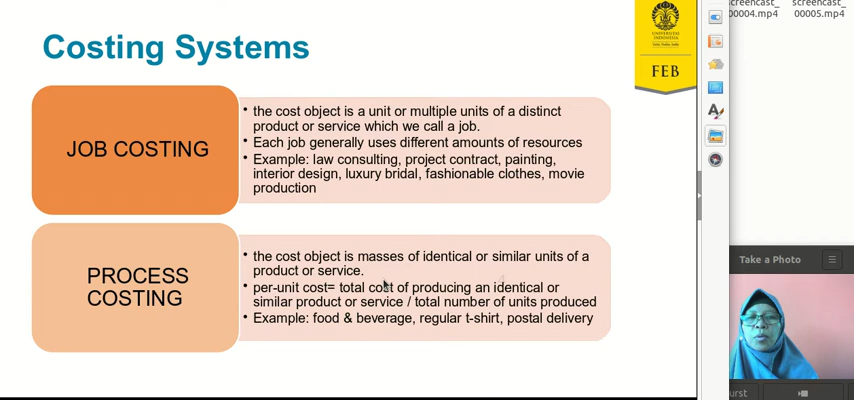 screencast_
00004.mp4
screencast_
00005.mp4
Costing Systems
UNIVERSITAS
INDONESIA
FEB
JOB COSTING
• the cost object is a unit or multiple units of a distinct
product or service which we call a job.
• Each job generally uses different amounts of resources
• Example: law consulting, project contract, painting,
interior design, luxury bridal, fashionable clothes, movie
production
PROCESS
COSTING
• the cost object is masses of identical or similar units of a
product or service.
• per-unit cost= total cost of producing an identical or
similar product or service / total number of units produced
• Example: food & beverage, regular t-shirt, postal delivery
Take a Photo
urst